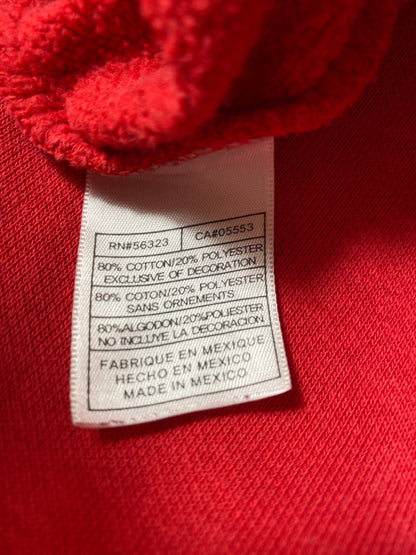 RN#56323 CA#05553
80% COTTON/20% POLYESTER
EXCLUSIVE OF DECORATION
80% COTON/20% POLYESTER
SANS ORNEMENTS
80%ALGODON/20%POLIESTER
NO INCLUYE LA DECORACION.
FABRIQUE EN MEXIQUE
HECHO EN MEXICO
MADE IN MEXICO